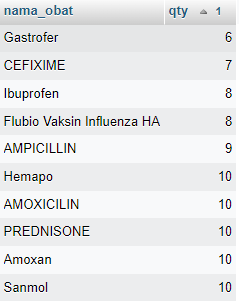 nama_obat qty 1
Gastrofer 6
CEFIXIME 7
Ibuprofen 8
Flubio Vaksin Influenza HA 8
AMPICILLIN 9
Hemapo 10
AMOXICILIN 10
PREDNISONE 10
Amoxan 10
Sanmol 10